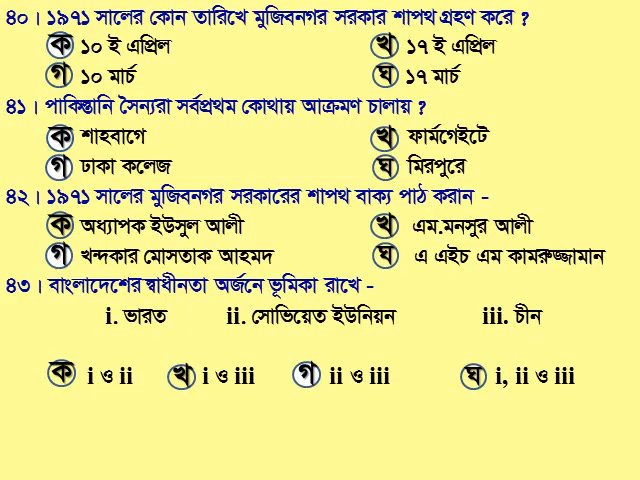 ৪০। ১৯৭১ সালের কোন তারিখে মুজিবনগর সরকার শাপথ গ্রহণ করে ?
ক ১০ ই এপ্রিল খ ১৭ ই এপ্রিল
গ ১০ মার্চ ঘ ১৭ মার্চ
৪১। পাকিস্তানি সৈন্যরা সর্বপ্রথম কোথায় আক্রমণ চালায় ?
ক শাহবাগে খ ফার্মগেইটে
গ ঢাকা কলেজ ঘ মিরপুরে
৪২। ১৯৭১ সালের মুজিবনগর সরকারের শাপথ বাক্য পাঠ করান -
ক অধ্যাপক ইউসুল আলী খ এম.মনসুর আলী
গ খন্দকার মোসতাক আহমদ ঘ এ এইচ এম কামরুজ্জামান
৪৩। বাংলাদেশের স্বাধীনতা অর্জনে ভূমিকা রাখে -
i. ভারত ii. সোভিয়েত ইউনিয়ন iii. চীন
ক i ও ii খ i ও iii গ ii ও iii ঘ i, ii ও iii